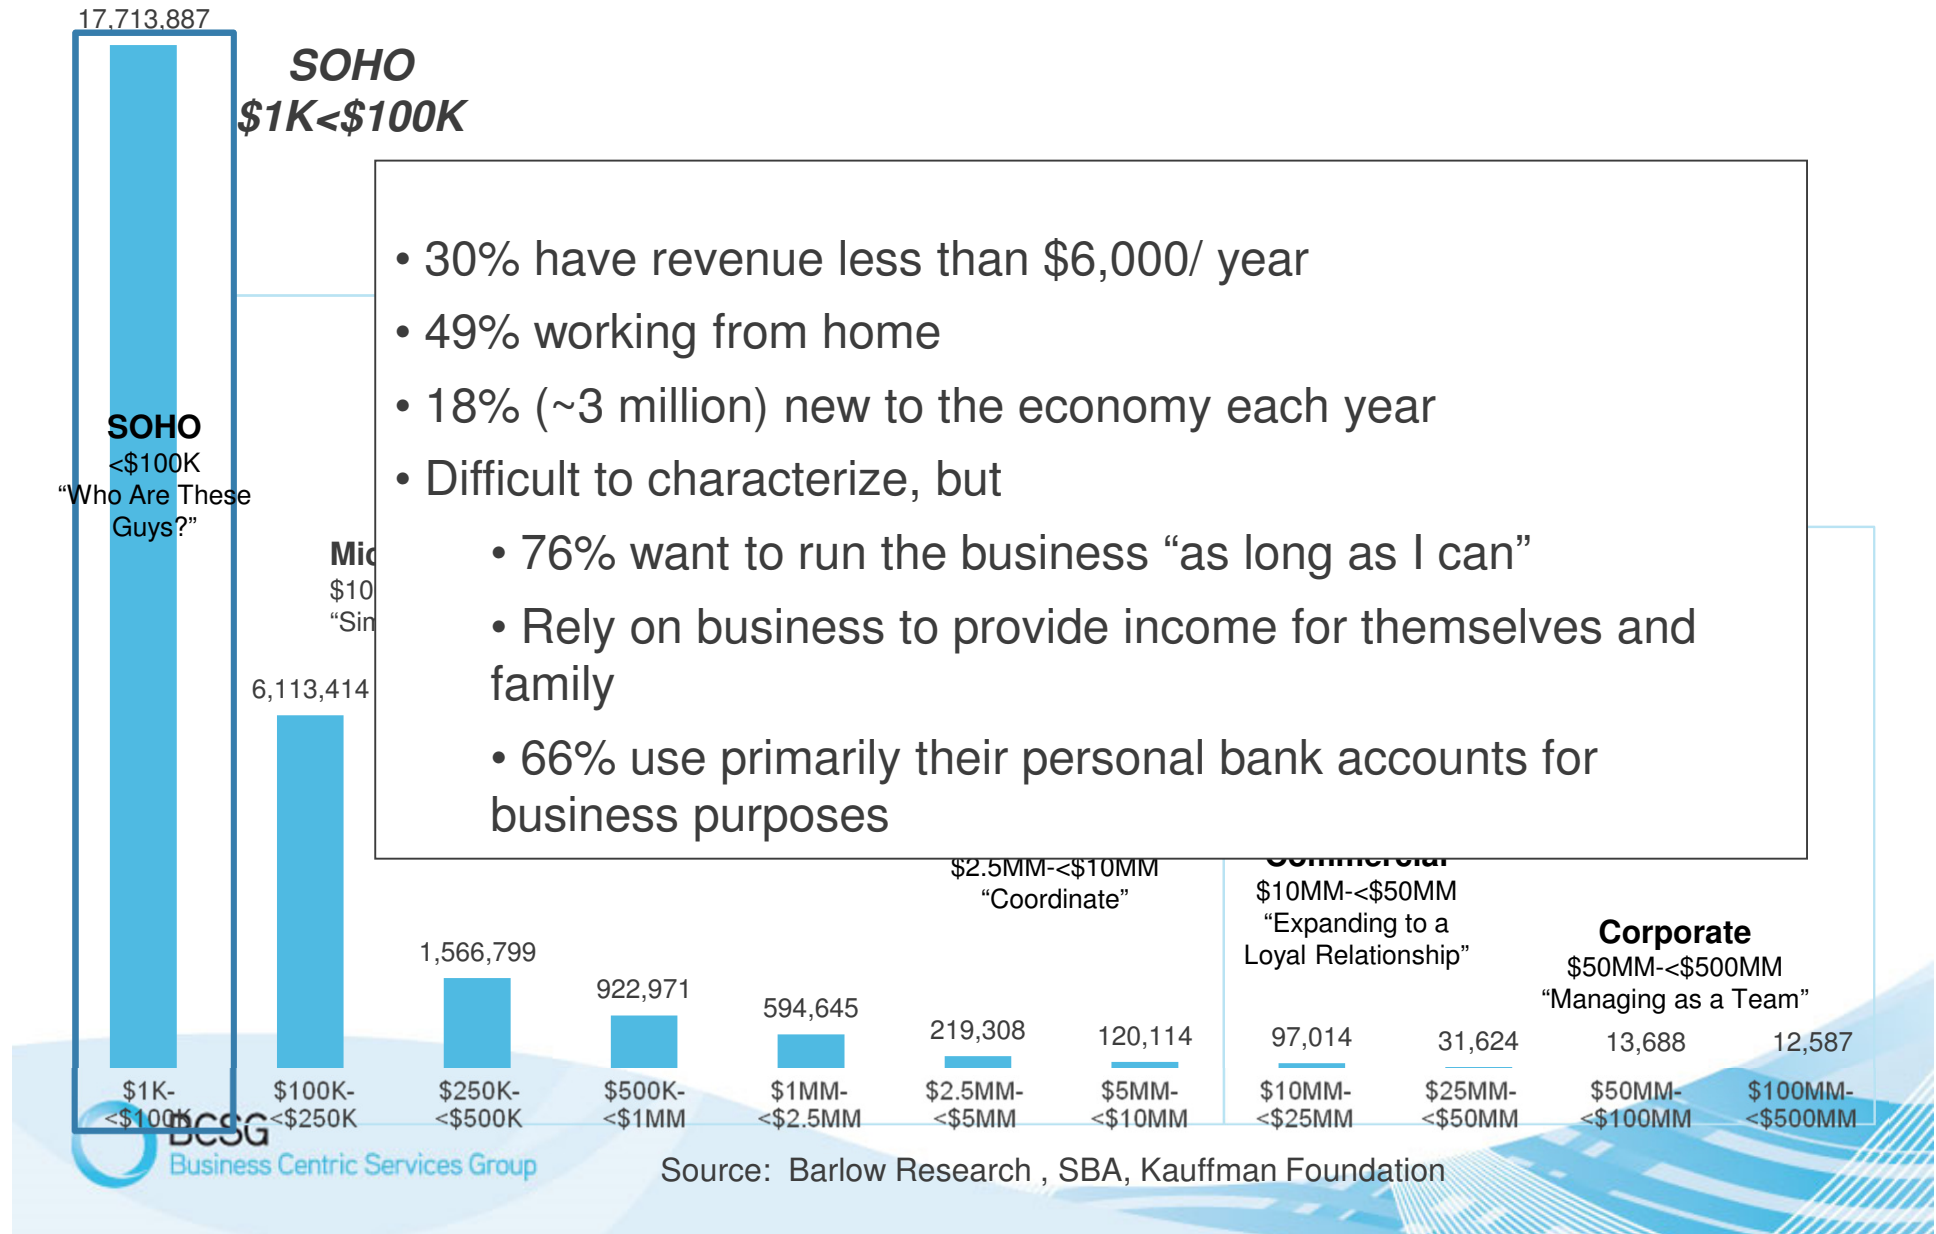 17,713,887
SOHO
$1K<$100K
• 30% have revenue less than $6,000/ year
• 49% working from home
• 18% (~3 million) new to the economy each year
• Difficult to characterize, but
• 76% want to run the business “as long as I can”
• Rely on business to provide income for themselves and
family
• 66% use primarily their personal bank accounts for
business purposes
SOHO
<$100K
“Who Are These
Guys?”
6,113,414
$2.5MM-<$10MM
“Coordinate”
Commercial
$10MM-<$50MM
“Expanding to a
Loyal Relationship”
Corporate
$50MM-<$500MM
“Managing as a Team”
1,566,799
922,971
594,645
219,308
120,114
97,014
31,624
13,688
12,587
$1K-
<$100K
$100K-
<$250K
$250K-
<$500K
$500K-
<$1MM
$1MM-
<$2.5MM
$2.5MM-
<$5MM
$5MM-
<$10MM
$10MM-
<$25MM
$25MM-
<$50MM
$50MM-
<$100MM
$100MM-
<$500MM
BCSG
Business Centric Services Group
Source: Barlow Research , SBA, Kauffman Foundation